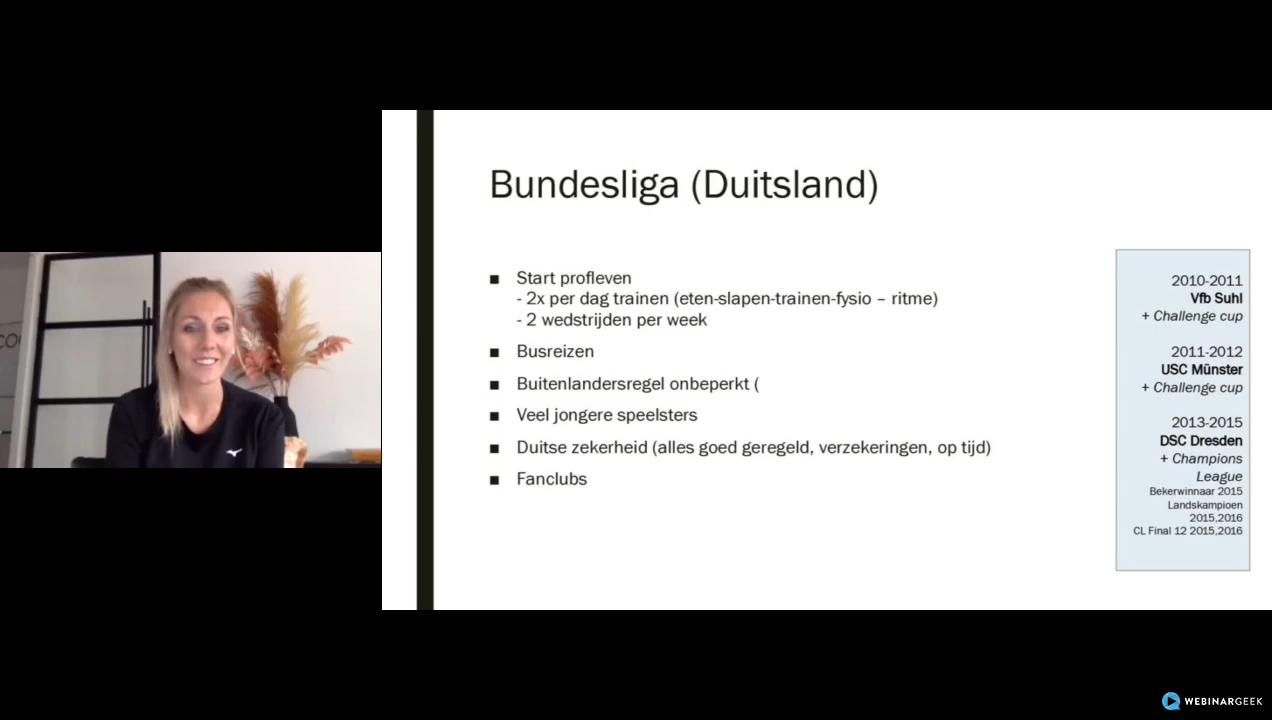 Bundesliga (Duitsland)
■ Start profleven
- 2x per dag trainen (eten-slapen-trainen-fysio – ritme)
- 2 wedstrijden per week
■ Busreizen
■ Buitenlandersregel onbeperkt (
■ Veel jongere speelsters
■ Duitse zekerheid (alles goed geregeld, verzekeringen, op tijd)
■ Fanclubs
2010-2011
Vfb Suhl
+ Challenge cup
2011-2012
USC Münster
+ Challenge cup
2013-2015
DSC Dresden
+ Champions
League
Bekerwinnaar 2015
Landskampioen
2015,2016
CL Final 12 2015,2016
WEBINARGEEK